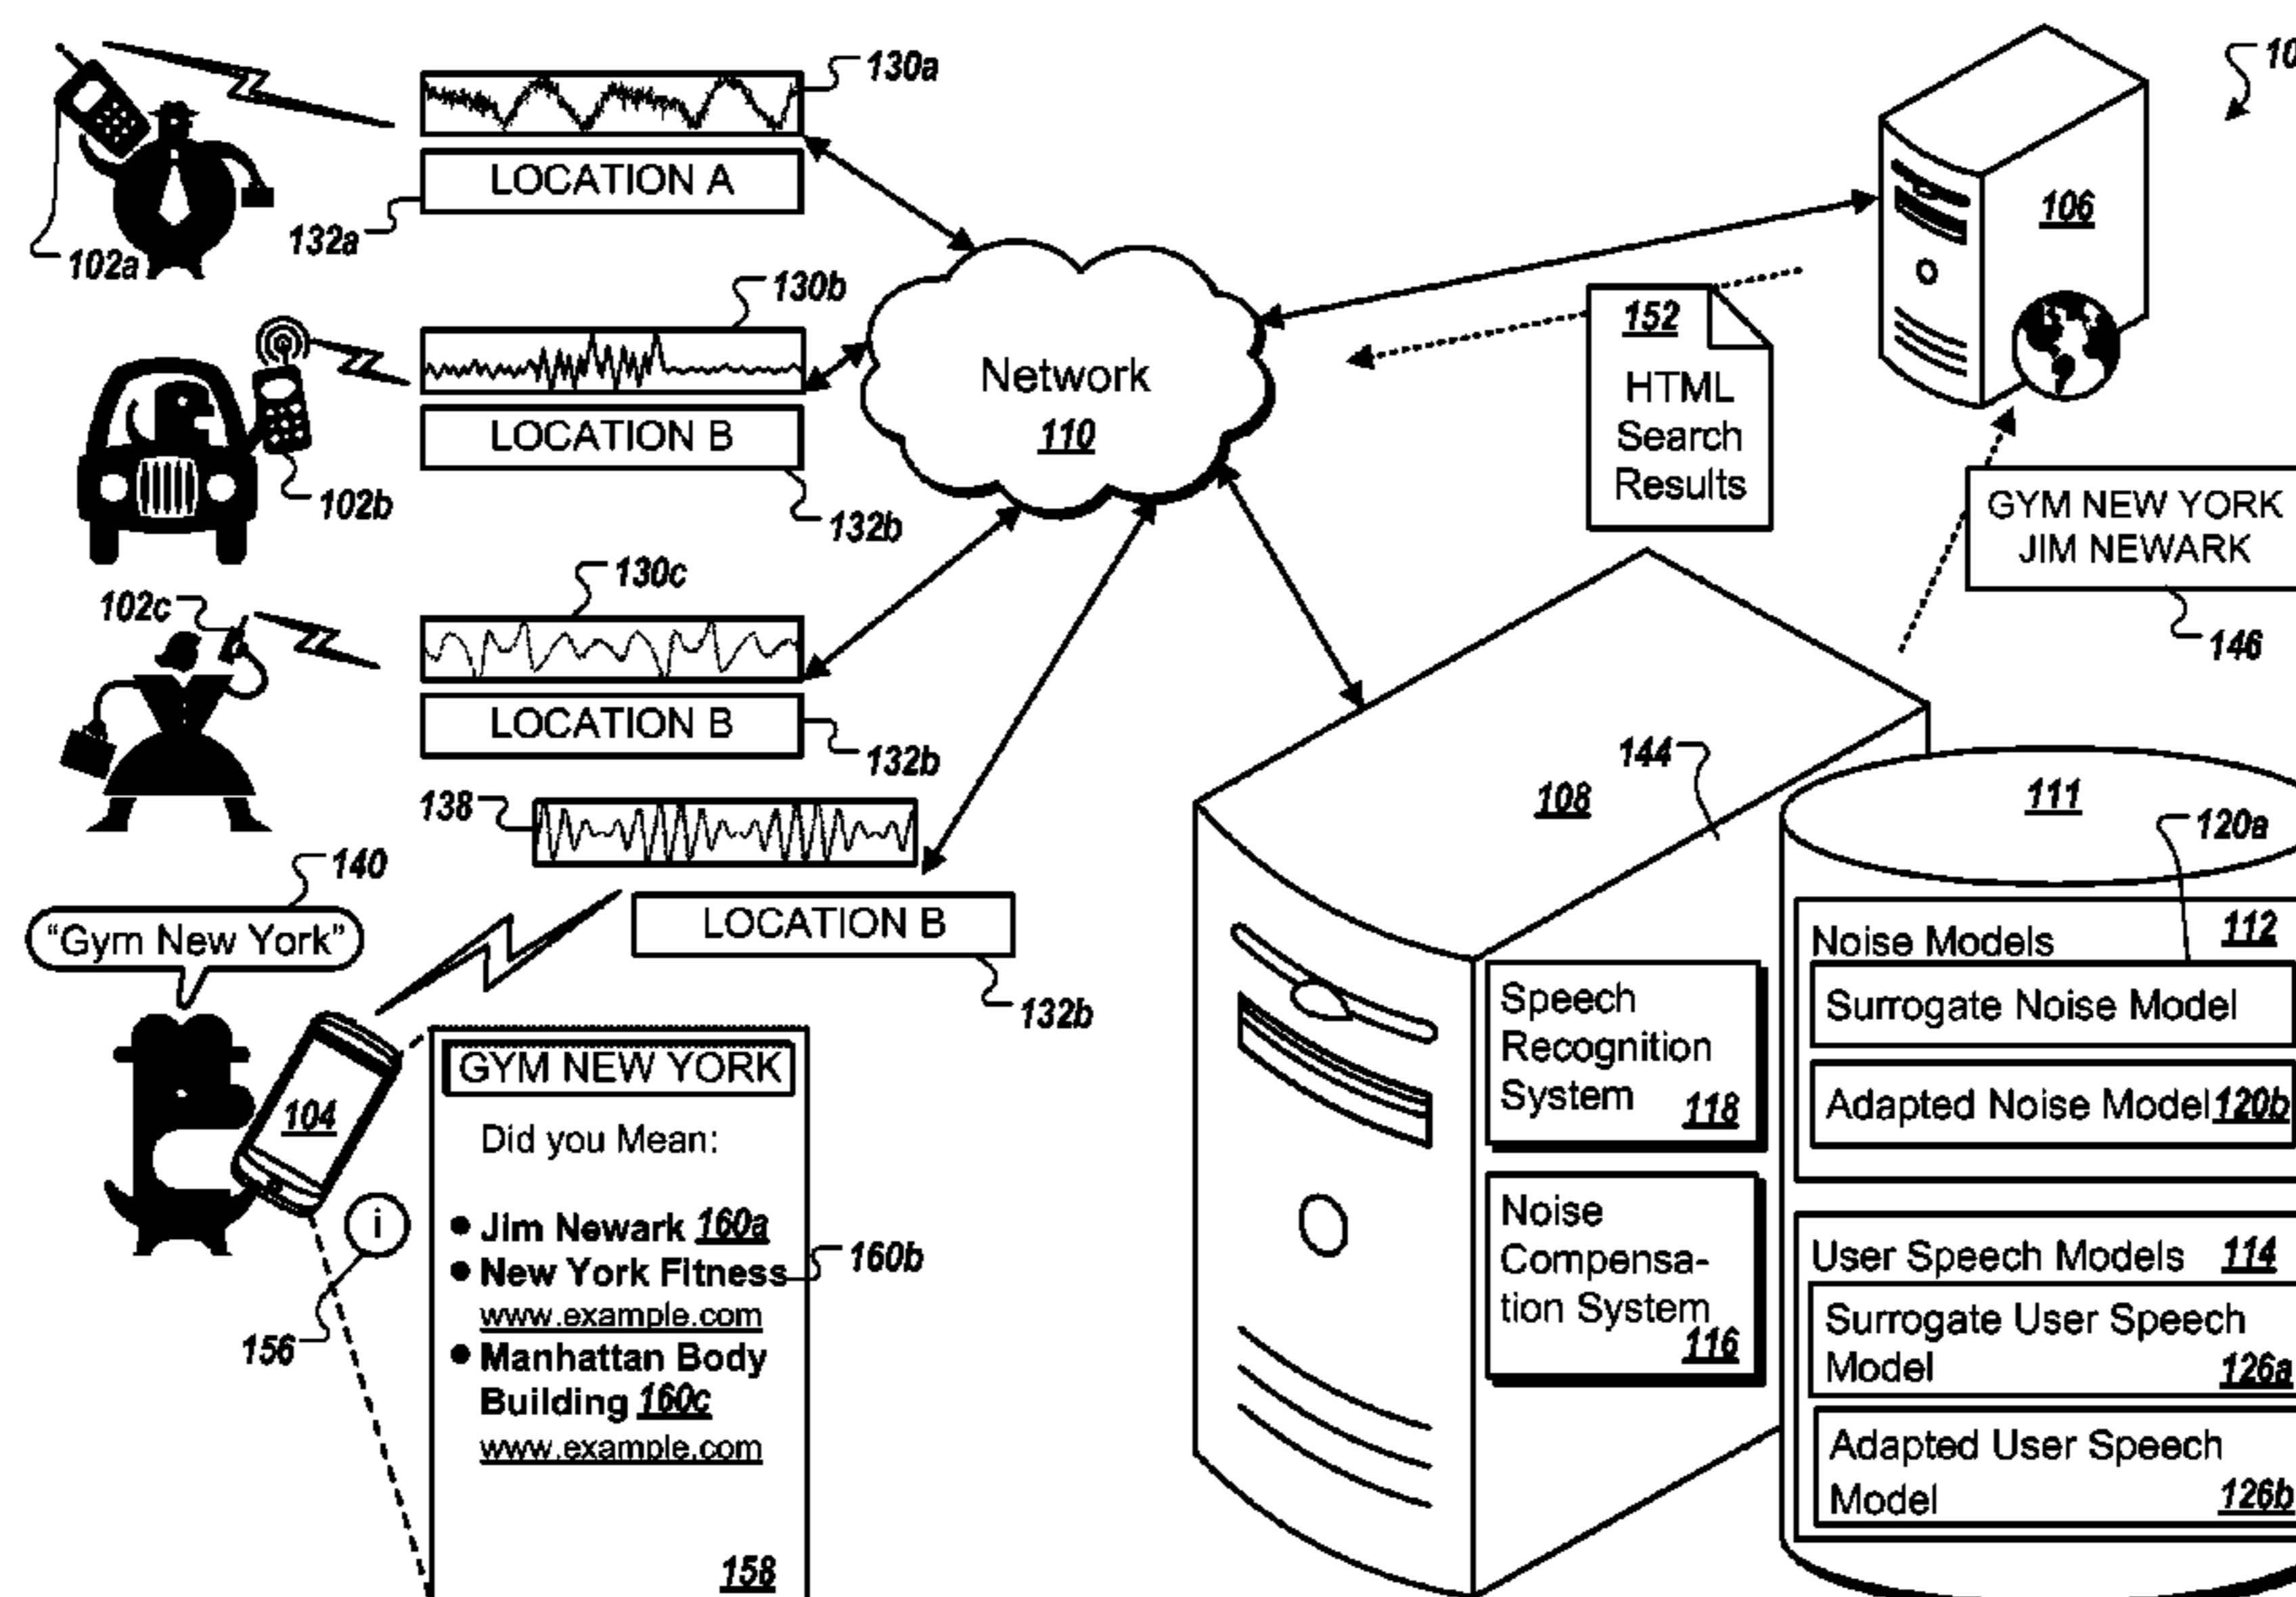 130a
LOCATION A
132a
102a
130b
LOCATION B
102b
132b
130c
102c
LOCATION B
132b
138
140
LOCATION B
132b
"Gym New York"
104
GYM NEW YORK
Did you Mean:
• Jim Newark 160a
• New York Fitness
160b
www.example.com
• Manhattan Body
Building 160c
www.example.com
i
156
158
Network
110
106
152
HTML
Search
Results
GYM NEW YORK
JIM NEWARK
146
108
144
Speech
Recognition
System 118
Noise
Compensa-
tion System
116
111
120a
112
Noise Models
Surrogate Noise Model
Adapted Noise Model 120b
User Speech Models 114
Surrogate User Speech
Model 126a
Adapted User Speech
Model 126b